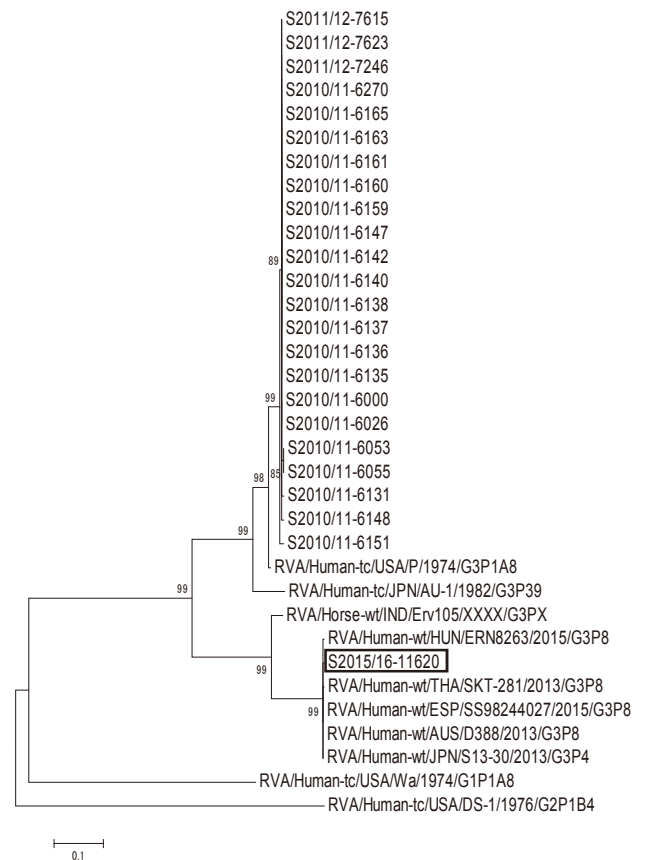 S2011/12-7615
S2011/12-7623
S2011/12-7246
S2010/11-6270
S2010/11-6165
S2010/11-6163
S2010/11-6161
S2010/11-6160
S2010/11-6159
S2010/11-6147
S2010/11-6142
89
S2010/11-6140
S2010/11-6138
S2010/11-6137
S2010/11-6136
S2010/11-6135
S2010/11-6000
99
S2010/11-6026
S2010/11-6053
S2010/11-6055
98
85
S2010/11-6131
S2010/11-6148
99
S2010/11-6151
RVA/Human-tc/USA/P/1974/G3P1A8
99
RVA/Human-tc/JPN/AU-1/1982/G3P39
RVA/Horse-wt/IND/Erv105/XXXX/G3PX
RVA/Human-wt/HUN/ERN8263/2015/G3P8
S2015/16-11620
99
RVA/Human-wt/THA/SKT-281/2013/G3P8
RVA/Human-wt/ESP/SS98244027/2015/G3P8
99
RVA/Human-wt/AUS/D388/2013/G3P8
RVA/Human-wt/JPN/S13-30/2013/G3P4
RVA/Human-tc/USA/Wa/1974/G1P1A8
RVA/Human-tc/USA/DS-1/1976/G2P1B4
0.1